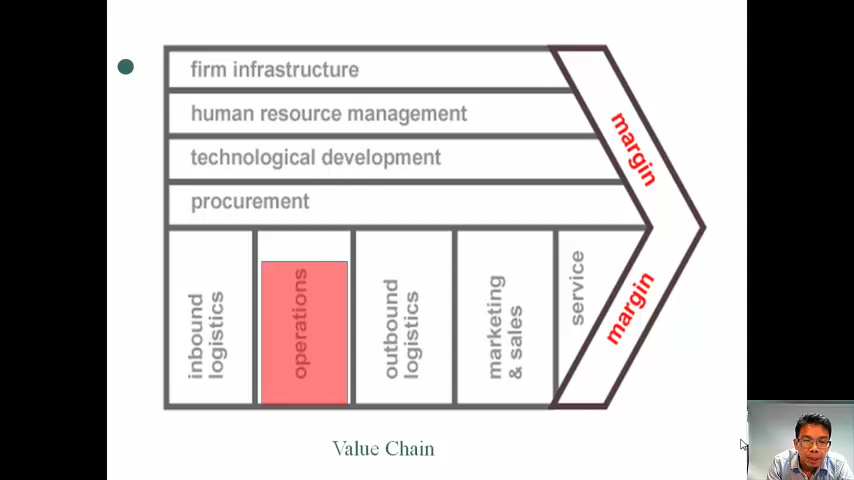 firm infrastructure
human resource management
technological development
procurement
inbound
logistics
operations
outbound
logistics
marketing
& sales
service
margin
margin
Value Chain